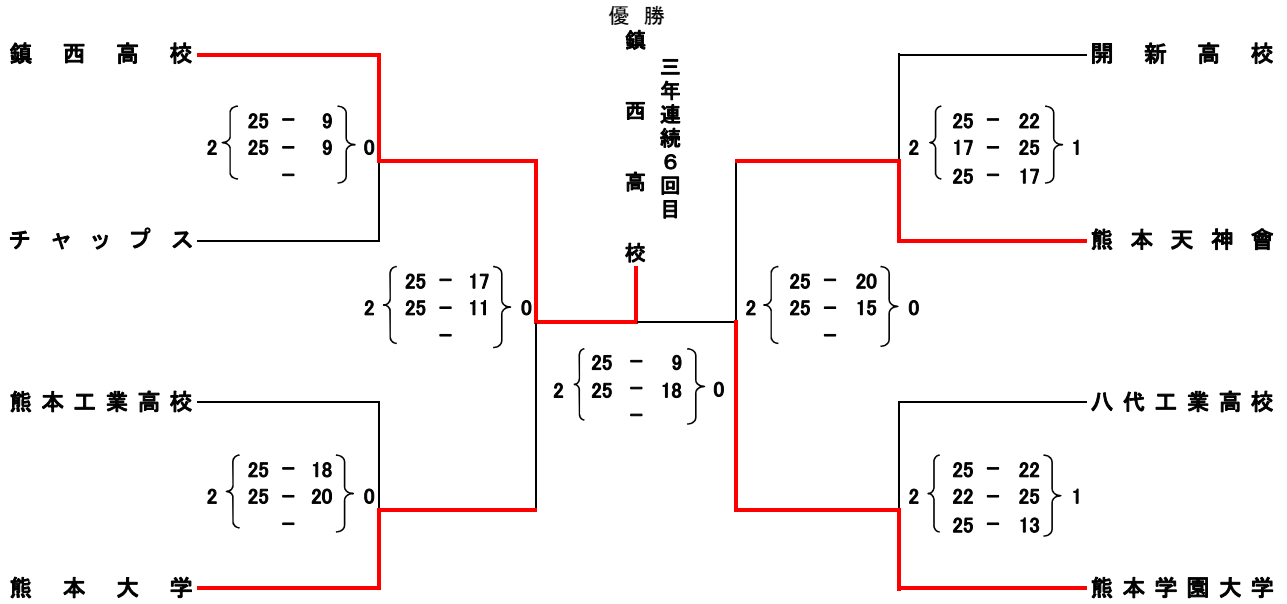 優勝
鎮西高校
三年連続6回目
鎮西高校
2 25 － 9 0
25 － 9
－
チャップス
2 25 － 17 0
25 － 11
－
熊本工業高校
2 25 － 18 0
25 － 20
－
熊本大学
2 25 － 9 0
25 － 18
－
開新高校
2 25 － 22 1
17 － 25
25 － 17
熊本天神會
2 25 － 20 0
25 － 15
－
八代工業高校
2 25 － 22 1
22 － 25
25 － 13
熊本学園大学